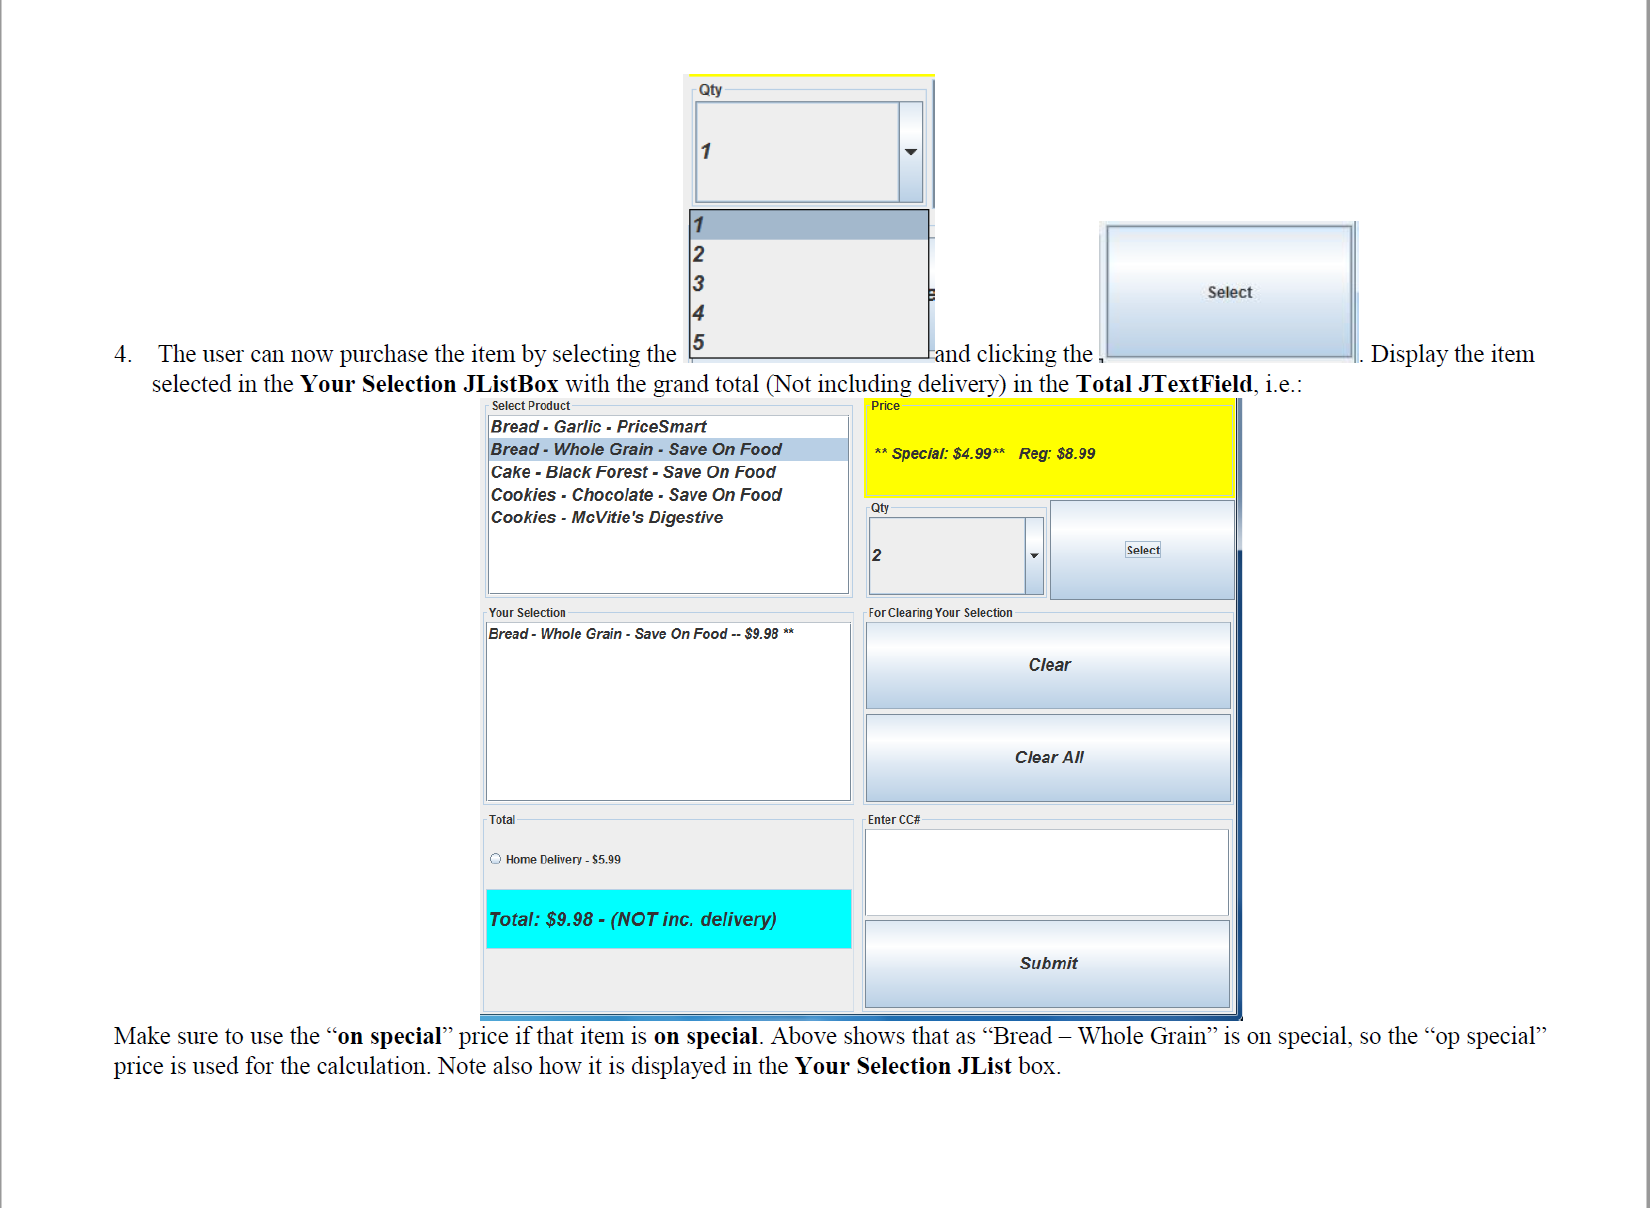 Qty
1
1
2
3
4
5
Select
4. The user can now purchase the item by selecting the and clicking the . Display the item
selected in the Your Selection JListBox with the grand total (Not including delivery) in the Total JTextField, i.e.:
Select Product
Bread - Garlic - PriceSmart
Bread - Whole Grain - Save On Food
Cake - Black Forest - Save On Food
Cookies - Chocolate - Save On Food
Cookies - McVitie's Digestive
Price
** Special: $4.99** Reg: $8.99
Qty
2
Select
Your Selection
Bread - Whole Grain - Save On Food -- $9.98 **
For Clearing Your Selection
Clear
Clear All
Total
Home Delivery - $5.99
Total: $9.98 - (NOT inc. delivery)
Enter CC#
Submit
Make sure to use the “on special” price if that item is on special. Above shows that as “Bread – Whole Grain” is on special, so the “op special”
price is used for the calculation. Note also how it is displayed in the Your Selection JList box.